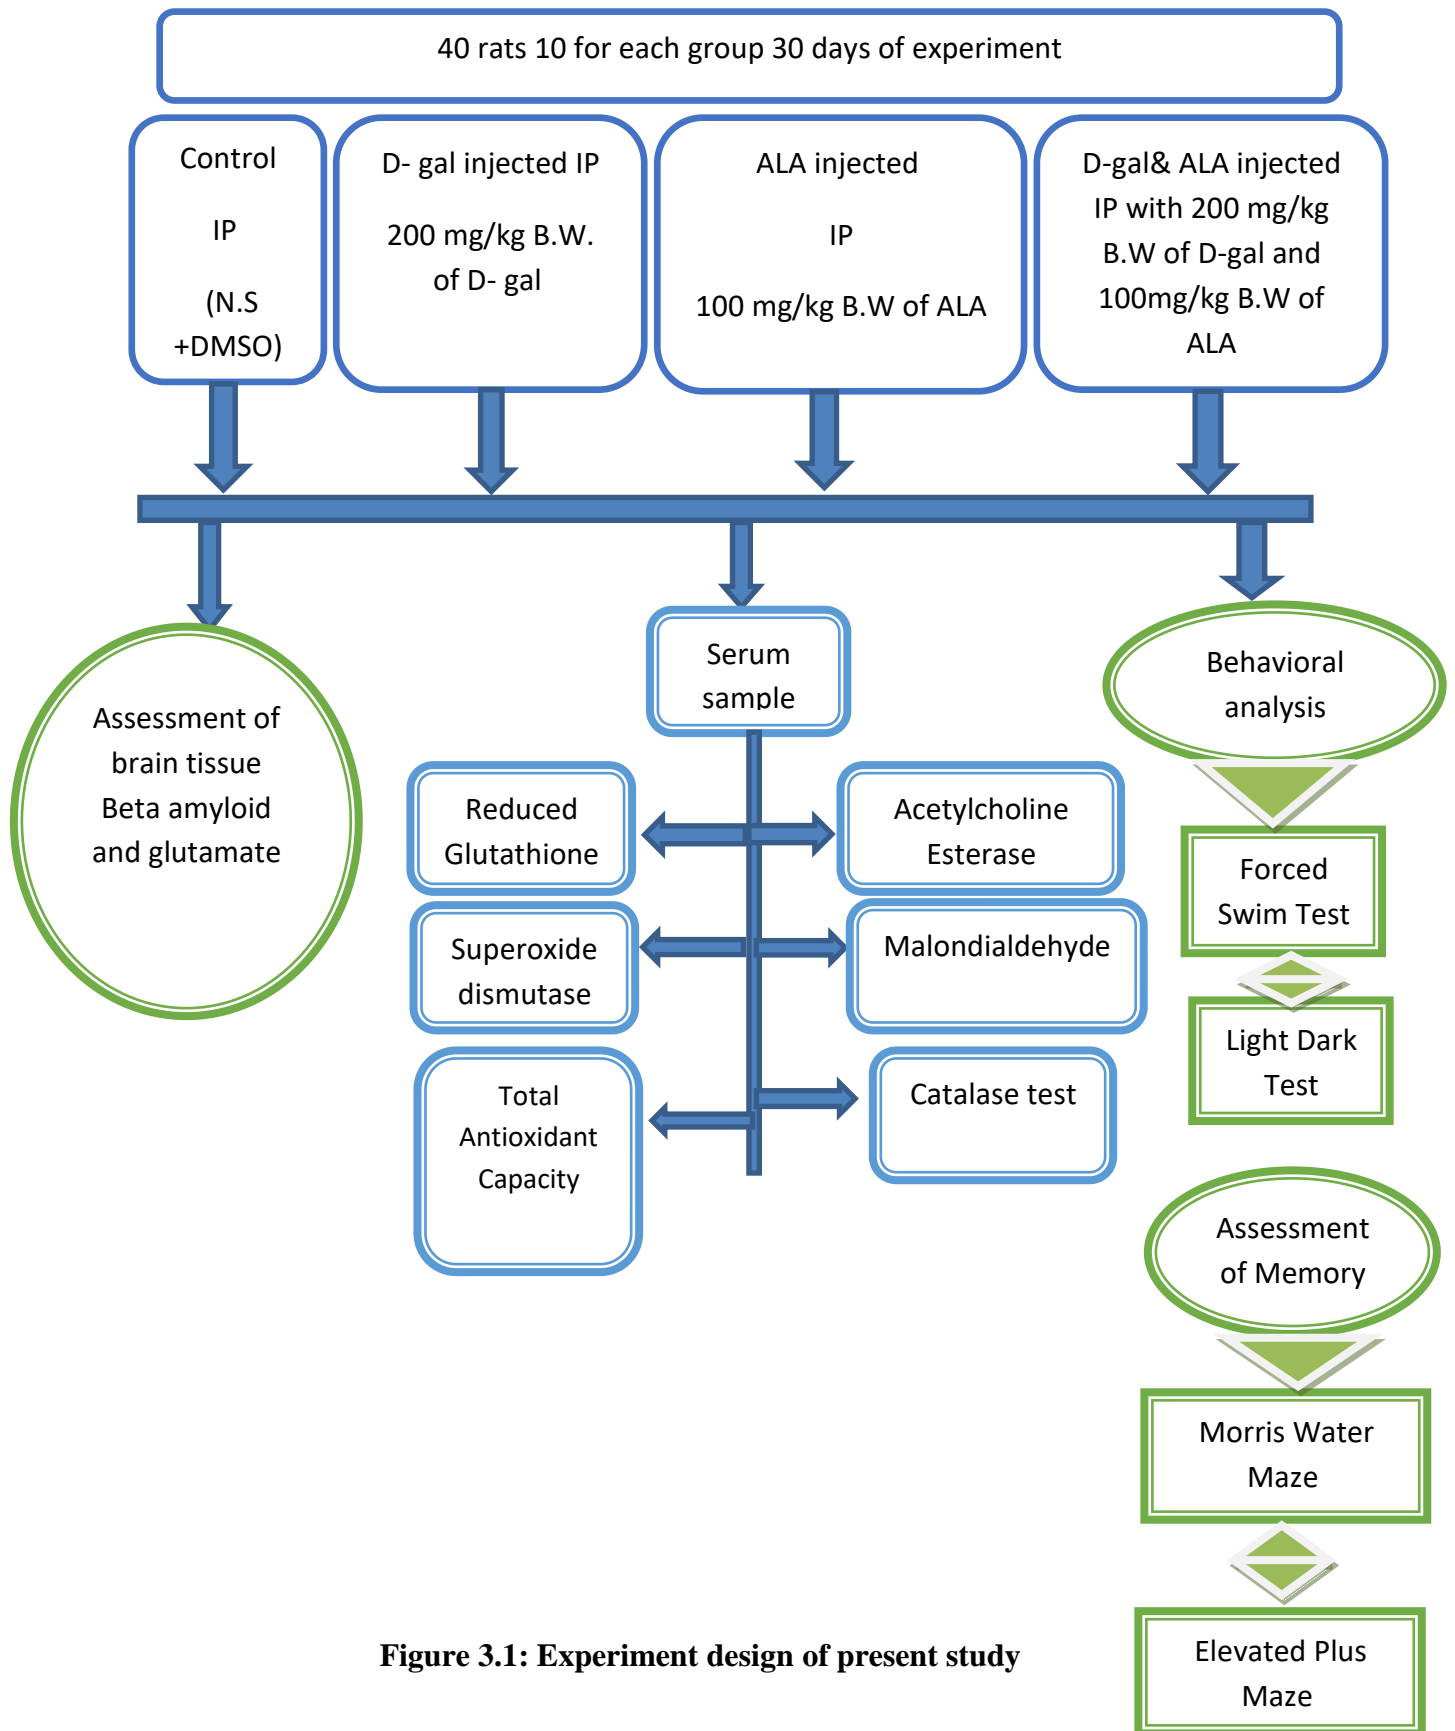 40 rats 10 for each group 30 days of experiment
Control
IP
(N.S
+DMSO)
D- gal injected IP
200 mg/kg B.W.
of D- gal
ALA injected
IP
100 mg/kg B.W of ALA
D-gal& ALA injected
IP with 200 mg/kg
B.W of D-gal and
100mg/kg B.W of
ALA
Assessment of
brain tissue
Beta amyloid
and glutamate
Serum
sample
Reduced
Glutathione
Acetylcholine
Esterase
Superoxide
dismutase
Malondialdehyde
Total
Antioxidant
Capacity
Catalase test
Behavioral
analysis
Forced
Swim Test
Light Dark
Test
Assessment
of Memory
Morris Water
Maze
Elevated Plus
Maze
Figure 3.1: Experiment design of present study